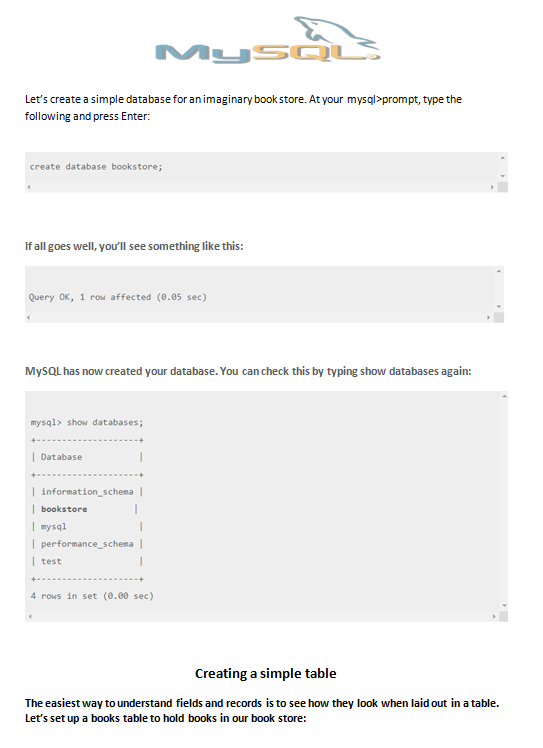 MySQL
Let's create a simple database for an imaginary book store. At your mysql>prompt, type the
following and press Enter:
create database bookstore;
If all goes well, you'll see something like this:
Query OK, 1 row affected (0.05 sec)
MySQL has now created your database. You can check this by typing show databases again:
mysql> show databases;
+--------------------+
| Database           |
+--------------------+
| information_schema |
| bookstore         |
| mysql              |
| performance_schema |
| test               |
+--------------------+
4 rows in set (0.00 sec)
Creating a simple table
The easiest way to understand fields and records is to see how they look when laid out in a table.
Let's set up a books table to hold books in our book store: